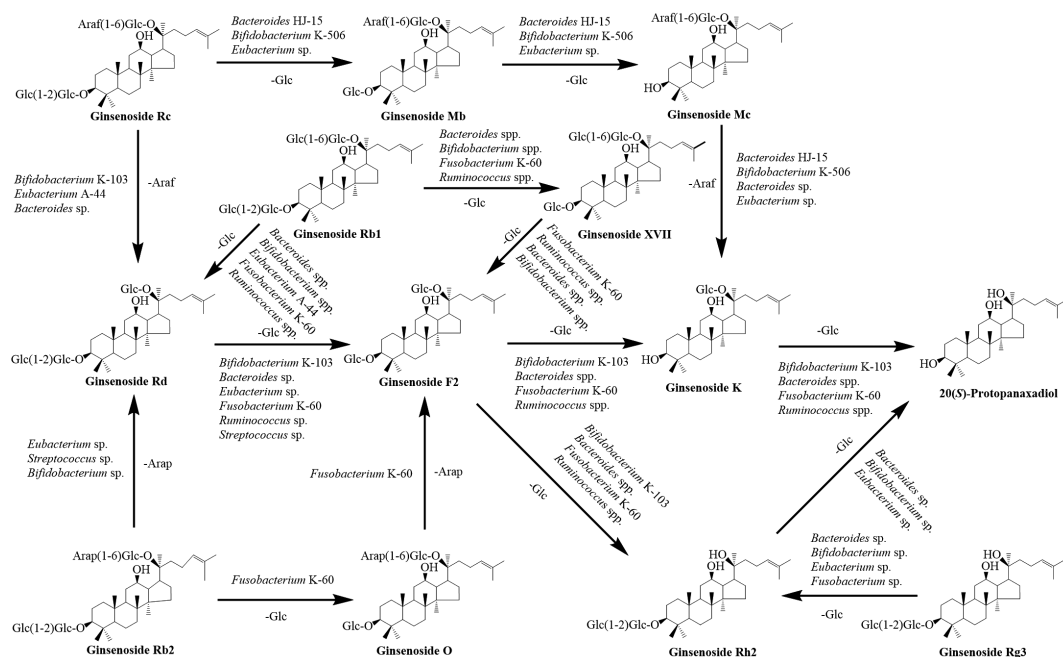 Araf(1-6)Glc-O
OH
Glc(1-2)Glc-O
Ginsenoside Rc
Bacteroides HJ-15
Bifidobacterium K-506
Eubacterium sp.
-Glc
Araf(1-6)Glc-O
OH
Glc-O
Ginsenoside Mb
Bacteroides HJ-15
Bifidobacterium K-506
Eubacterium sp.
-Glc
Araf(1-6)Glc-O
OH
HO
Ginsenoside Mc
Bifidobacterium K-103
Eubacterium A-44
Bacteroides sp.
-Araf
Glc(1-6)Glc-O
OH
Glc(1-2)Glc-O
Ginsenoside Rb1
Bacteroides spp.
Bifidobacterium spp.
Fusobacterium K-60
Ruminococcus spp.
-Glc
Glc(1-6)Glc-O
OH
Glc-O
Ginsenoside XVII
-Araf
Bacteroides HJ-15
Bifidobacterium K-506
Bacteroides sp.
Eubacterium sp.
-Glc
Bacteroides spp.
Bifidobacterium spp.
Eubacterium A-44
Fusobacterium K-60
Ruminococcus spp.
-Glc
Fusobacterium K-60
Ruminococcus spp.
Bacteroides spp.
Bifidobacterium spp.
Glc-O
OH
Glc(1-2)Glc-O
Ginsenoside Rd
-Glc
Bifidobacterium K-103
Bacteroides sp.
Eubacterium sp.
Fusobacterium K-60
Ruminococcus sp.
Streptococcus sp.
Glc-O
OH
Glc-O
Ginsenoside F2
-Glc
Bifidobacterium K-103
Bacteroides spp.
Fusobacterium K-60
Ruminococcus spp.
Glc-O
OH
HO
Ginsenoside K
-Glc
Bifidobacterium K-103
Bacteroides spp.
Fusobacterium K-60
Ruminococcus spp.
HO
OH
HO
20(S)-Protopanaxadiol
Eubacterium sp.
Streptococcus sp.
Bifidobacterium sp.
-Arap
Fusobacterium K-60
-Arap
-Glc
Bifidobacterium K-103
Bacteroides spp.
Fusobacterium K-60
Ruminococcus spp.
-Glc
Bacteroides sp.
Bifidobacterium sp.
Eubacterium sp.
Arap(1-6)Glc-O
OH
Glc(1-2)Glc-O
Ginsenoside Rb2
Fusobacterium K-60
-Glc
Arap(1-6)Glc-O
OH
Glc-O
Ginsenoside O
HO
OH
Glc(1-2)Glc-O
Ginsenoside Rh2
Bacteroides sp.
Bifidobacterium sp.
Eubacterium sp.
Fusobacterium sp.
-Glc
HO
OH
Glc(1-2)Glc-O
Ginsenoside Rg3